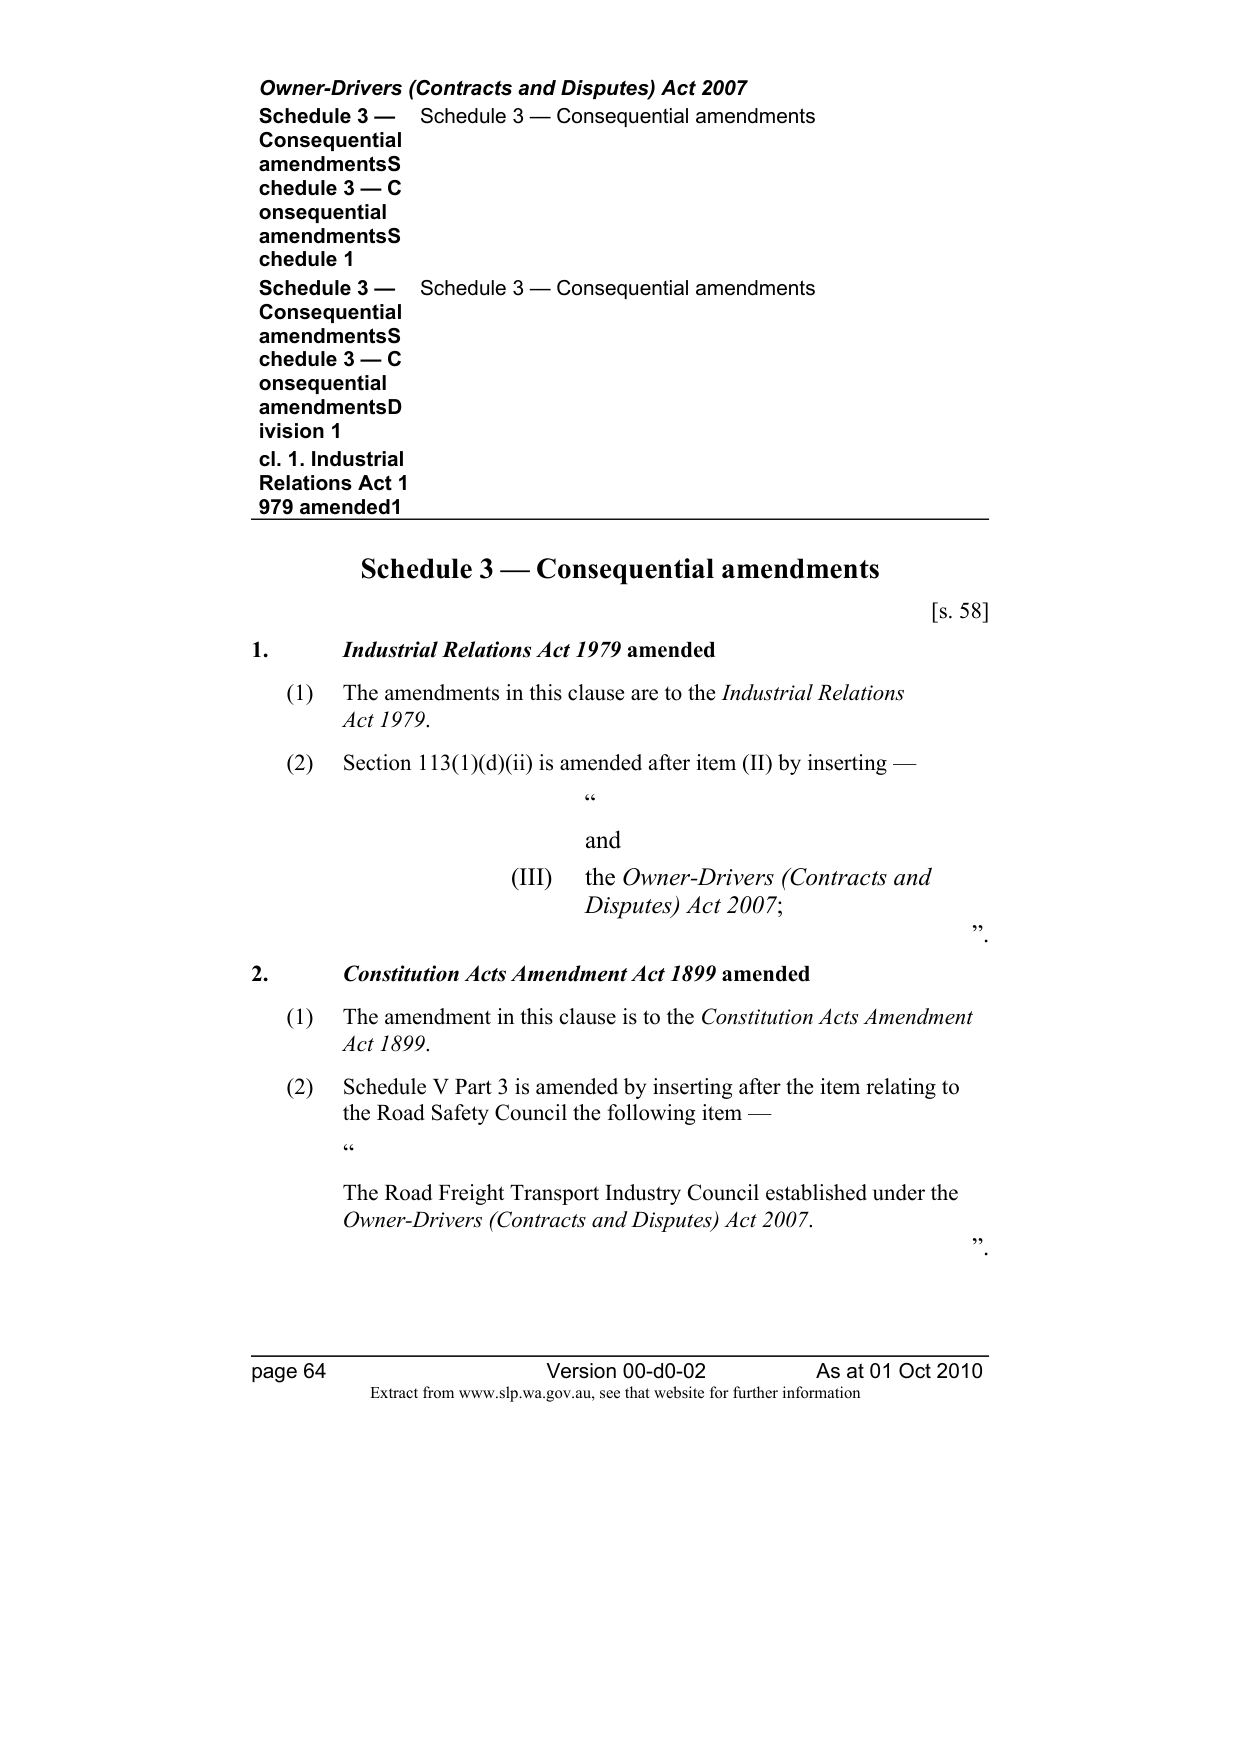 Owner-Drivers (Contracts and Disputes) Act 2007
Schedule 3 — Schedule 3 — Consequential amendments
Consequential
amendmentsS
chedule 3 — C
onsequential
amendmentsS
chedule 1
Schedule 3 — Schedule 3 — Consequential amendments
Consequential
amendmentsS
chedule 3 — C
onsequential
amendmentsD
ivision 1
cl. 1. Industrial
Relations Act 1
979 amended1
Schedule 3 — Consequential amendments
[s. 58]
1. Industrial Relations Act 1979 amended
(1) The amendments in this clause are to the Industrial Relations
Act 1979.
(2) Section 113(1)(d)(ii) is amended after item (II) by inserting —
“
and
(III) the Owner-Drivers (Contracts and
Disputes) Act 2007;
”.
2. Constitution Acts Amendment Act 1899 amended
(1) The amendment in this clause is to the Constitution Acts Amendment
Act 1899.
(2) Schedule V Part 3 is amended by inserting after the item relating to
the Road Safety Council the following item —
“
The Road Freight Transport Industry Council established under the
Owner-Drivers (Contracts and Disputes) Act 2007.
”.
page 64 Version 00-d0-02 As at 01 Oct 2010
Extract from www.slp.wa.gov.au, see that website for further information